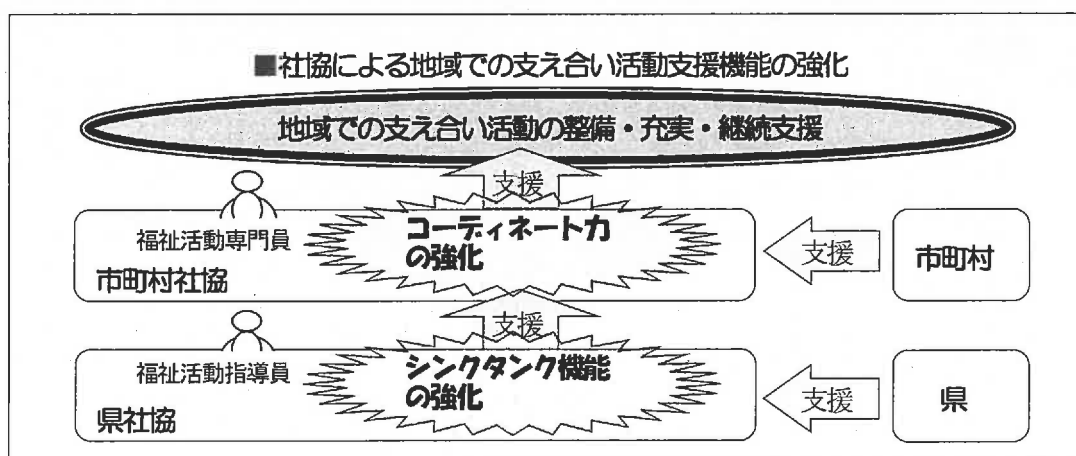 ■社協による地域での支え合い活動支援機能の強化
地域での支え合い活動の整備・充実・継続支援
支援
福祉活動専門員
市町村社協
コーディネート力
の強化
支援
市町村
支援
福祉活動指導員
県社協
シンクタンク機能
の強化
支援
県